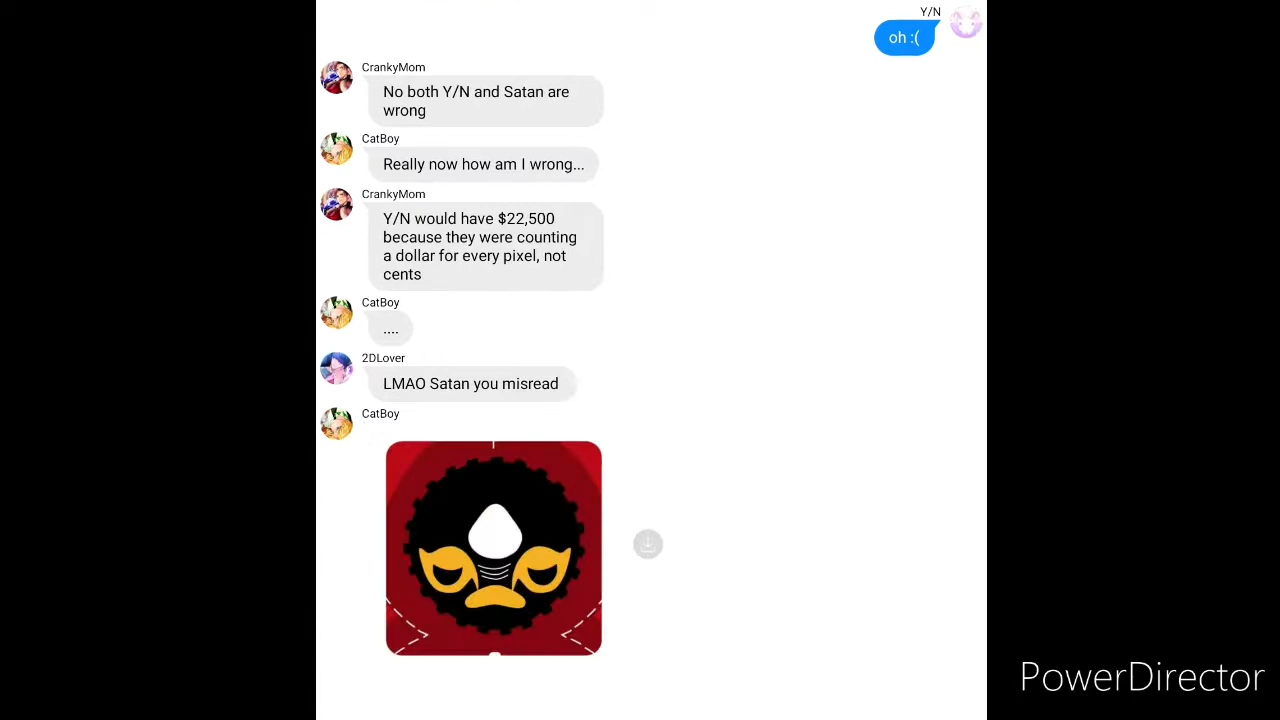 Y/N
oh :(
CrankyMom
No both Y/N and Satan are
wrong
CatBoy
Really now how am I wrong...
CrankyMom
Y/N would have $22,500
because they were counting
a dollar for every pixel, not
cents
CatBoy
....
2DLover
LMAO Satan you misread
CatBoy
PowerDirector